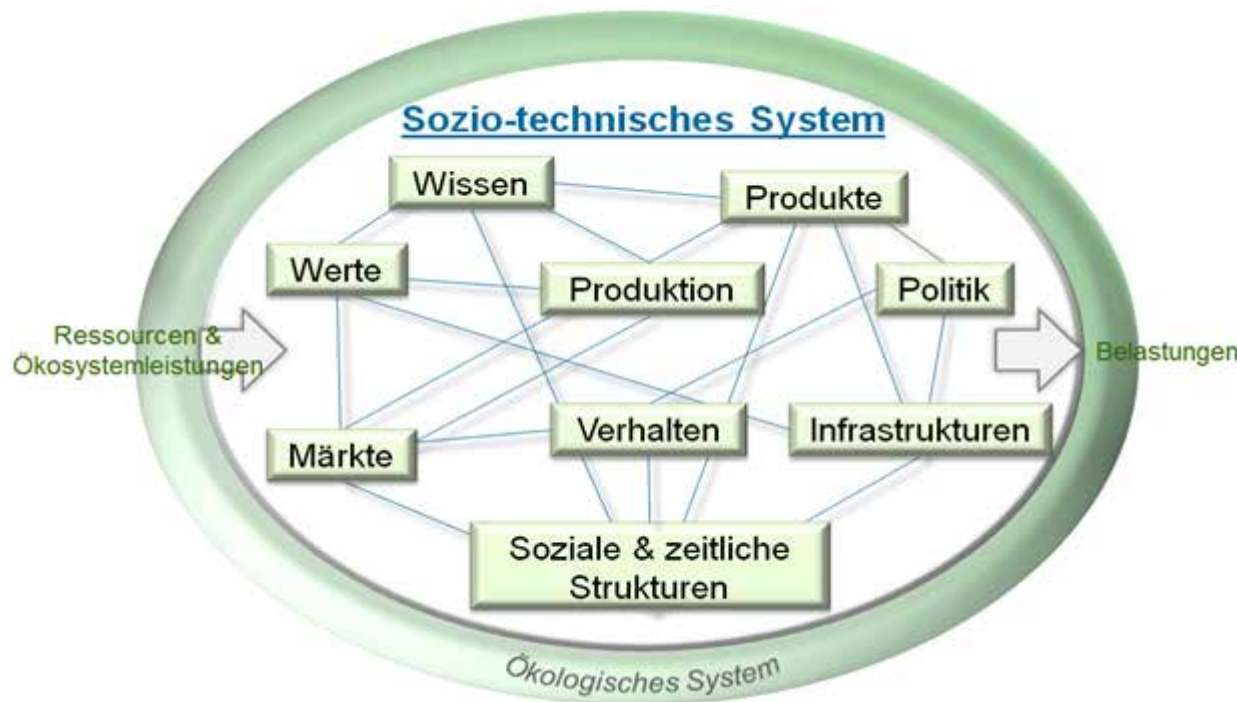 Sozio-technisches System
Wissen
Produkte
Werte
Produktion
Politik
Ressourcen &
Ökosystemleistungen
Belastungen
Märkte
Verhalten
Infrastrukturen
Soziale & zeitliche
Strukturen
Ökologisches System